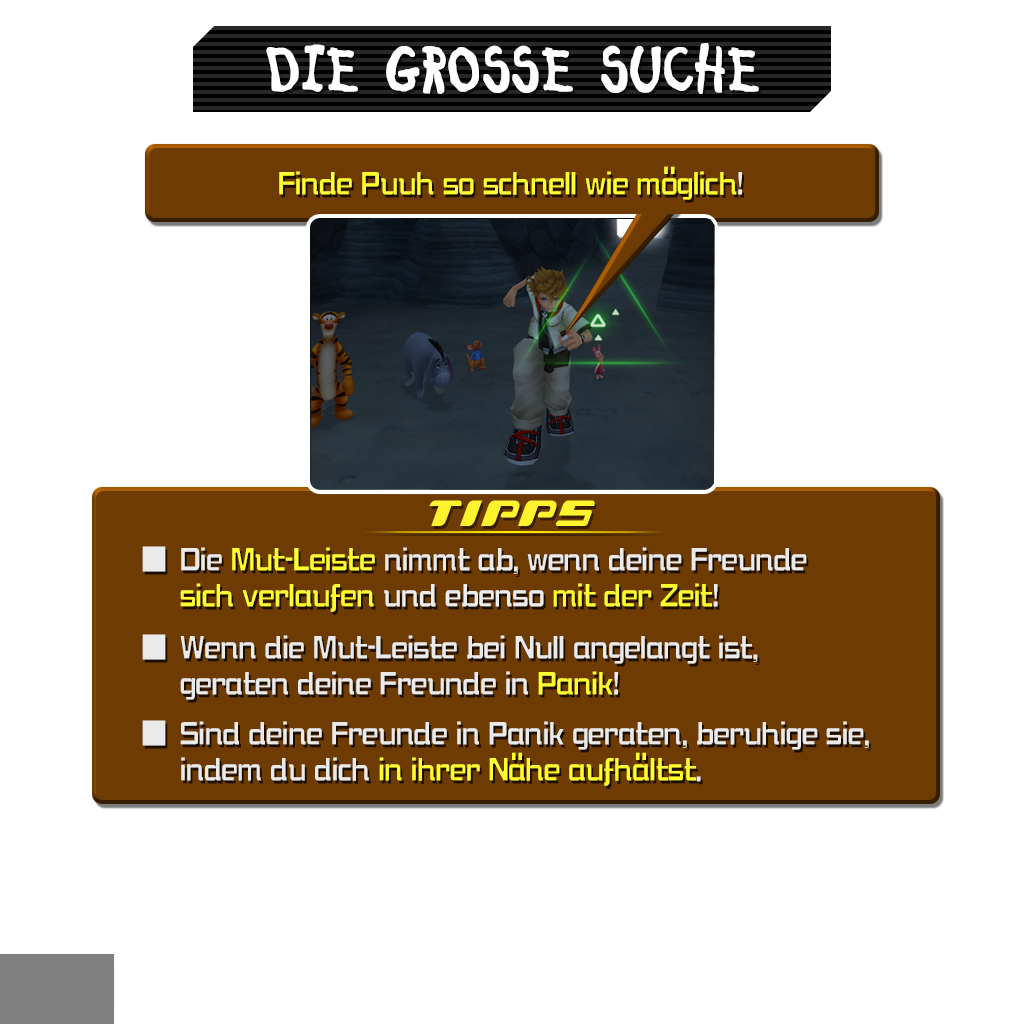 DIE GROSSE SUCHE
Finde Puuh so schnell wie möglich!
TIPPS
Die Mut-Leiste nimmt ab, wenn deine Freunde
sich verlaufen und ebenso mit der Zeit!
Wenn die Mut-Leiste bei Null angelangt ist,
geraten deine Freunde in Panik!
Sind deine Freunde in Panik geraten, beruhige sie,
indem du dich in ihrer Nähe aufhältst.